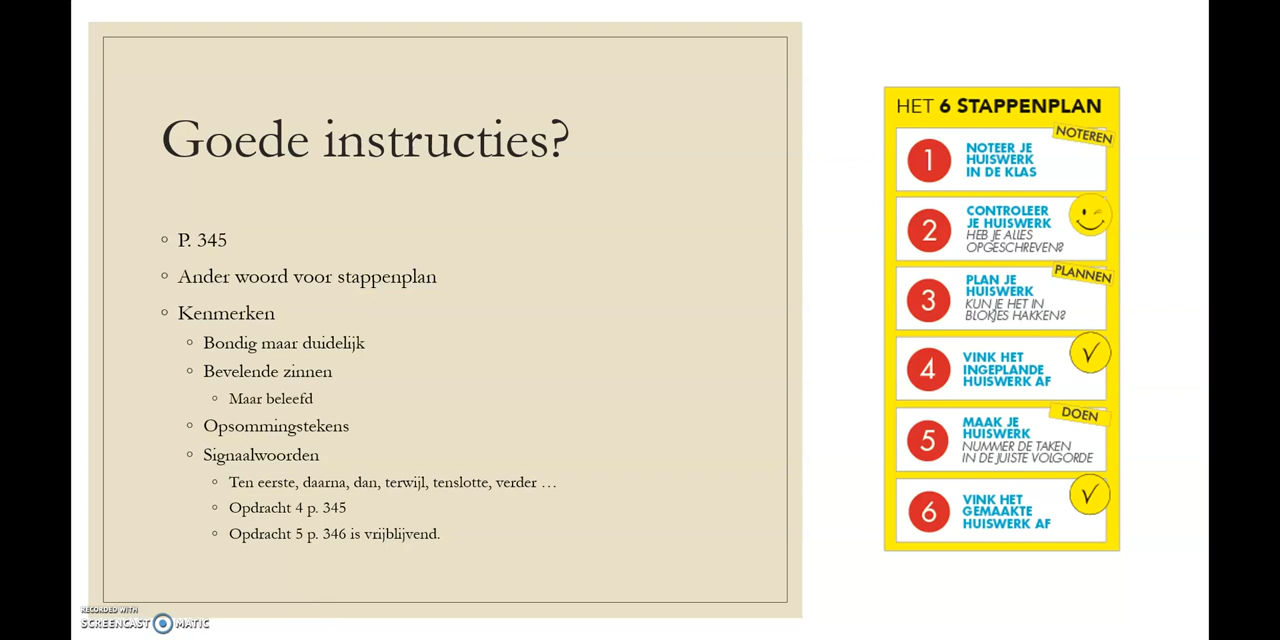 Goede instructies?
P. 345
Ander woord voor stappenplan
Kenmerken
Bondig maar duidelijk
Bevelende zinnen
Maar beleefd
Opsommingstekens
Signaalwoorden
Ten eerste, daarna, dan, terwijl, tenslotte, verder …
Opdracht 4 p. 345
Opdracht 5 p. 346 is vrijblijvend.
RECORDED WITH
SCREENCAST MATIC
HET 6 STAPPENPLAN
NOTEREN
1
NOTEER JE
HUISWERK
IN DE KLAS
2
CONTROLEER
JE HUISWERK
HEB JE ALLES
OPGESCHREVEN?
PLANNEN
3
PLAN JE
HUISWERK
KUN JE HET IN
BLOKJES HAKKEN?
4
VINK HET
INGEPLANDE
HUISWERK AF
DOEN
5
MAAK JE
HUISWERK
NUMMER DE TAKEN
IN DE JUISTE VOLGORDE
6
VINK HET
GEMAAKTE
HUISWERK AF